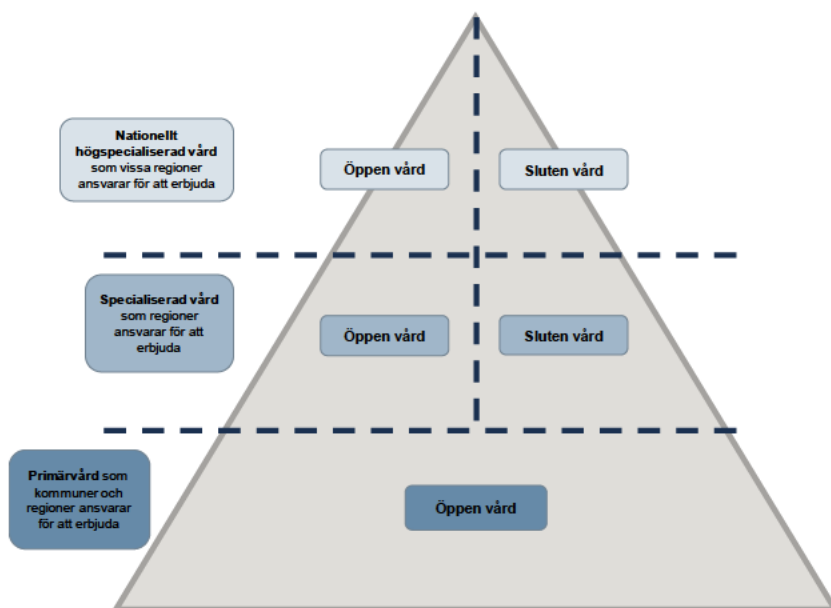 Nationellt
högspecialiserad vård
som vissa regioner
ansvarar för att erbjuda
Öppen vård
Sluten vård
Specialiserad vård
som regioner
ansvarar för att
erbjuda
Öppen vård
Sluten vård
Primärvård som
kommuner och
regioner ansvarar
för att erbjuda
Öppen vård